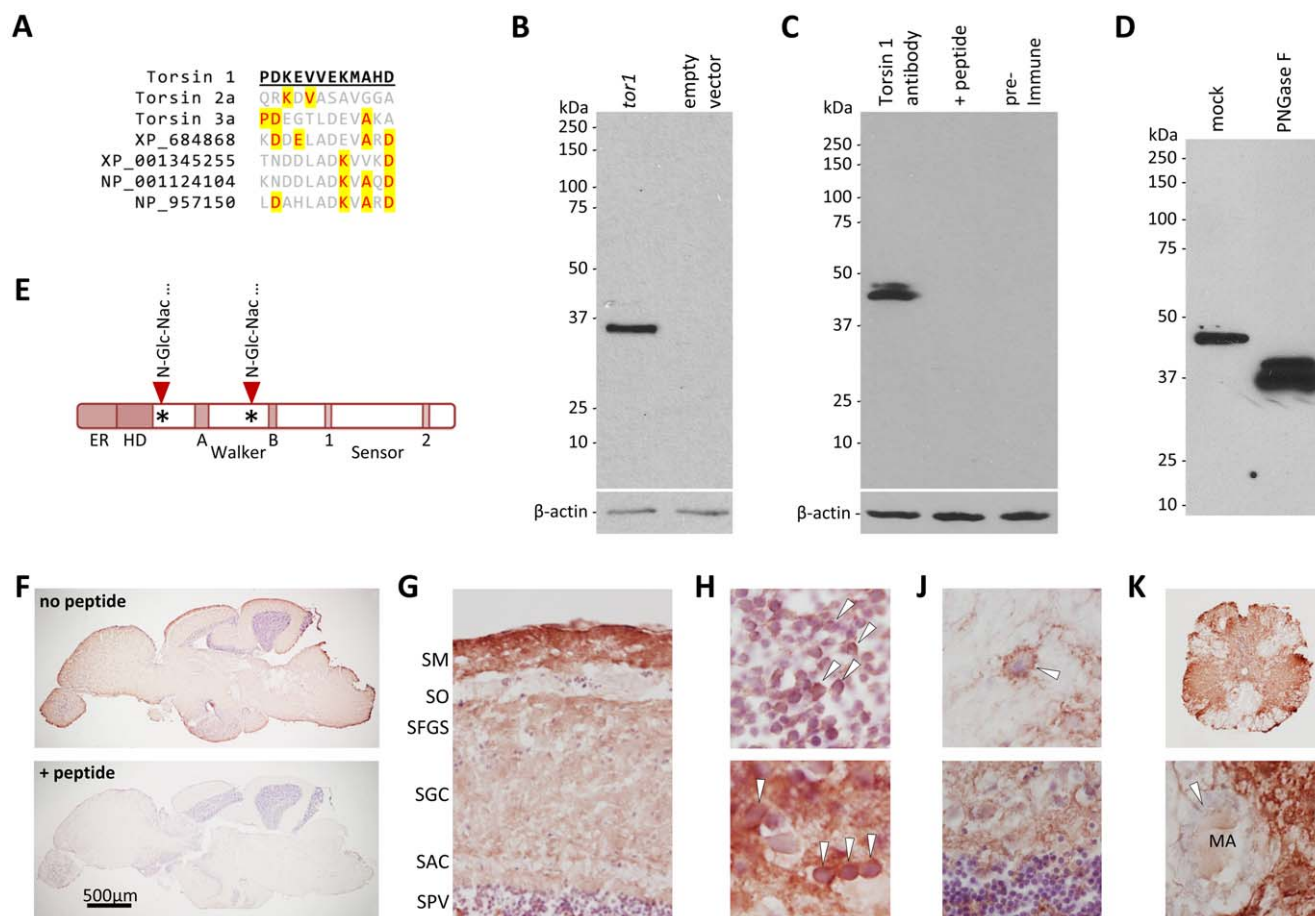 A
Torsin 1 PDKEVVEKMAHD
Torsin 2a QRKDVASAVGGA
Torsin 3a PDEGTLDEVAKA
XP_684868 KDDELADEVARD
XP_001345255 TNDDLADKVVKD
NP_001124104 KNDDLADKVAQD
NP_957150 LDAHLADKVARD
B
tor1
empty
vector
kDa
250 -
150 -
100 -
75 -
50 -
37 -
25 -
10 -
β-actin -
C
Torsin 1
antibody
+ peptide
pre-
Immune
kDa
250 -
150 -
100 -
75 -
50 -
37 -
25 -
10 -
β-actin -
D
mock
PNGase F
kDa
250 -
150 -
100 -
75 -
50 -
37 -
25 -
10 -
E
N-Glc-Nac ...
N-Glc-Nac ...
* *
ER HD A B 1 2
Walker Sensor
F
no peptide
+ peptide
500µm
G
SM
SO
SFGS
SGC
SAC
SPV
H
J
K
MA